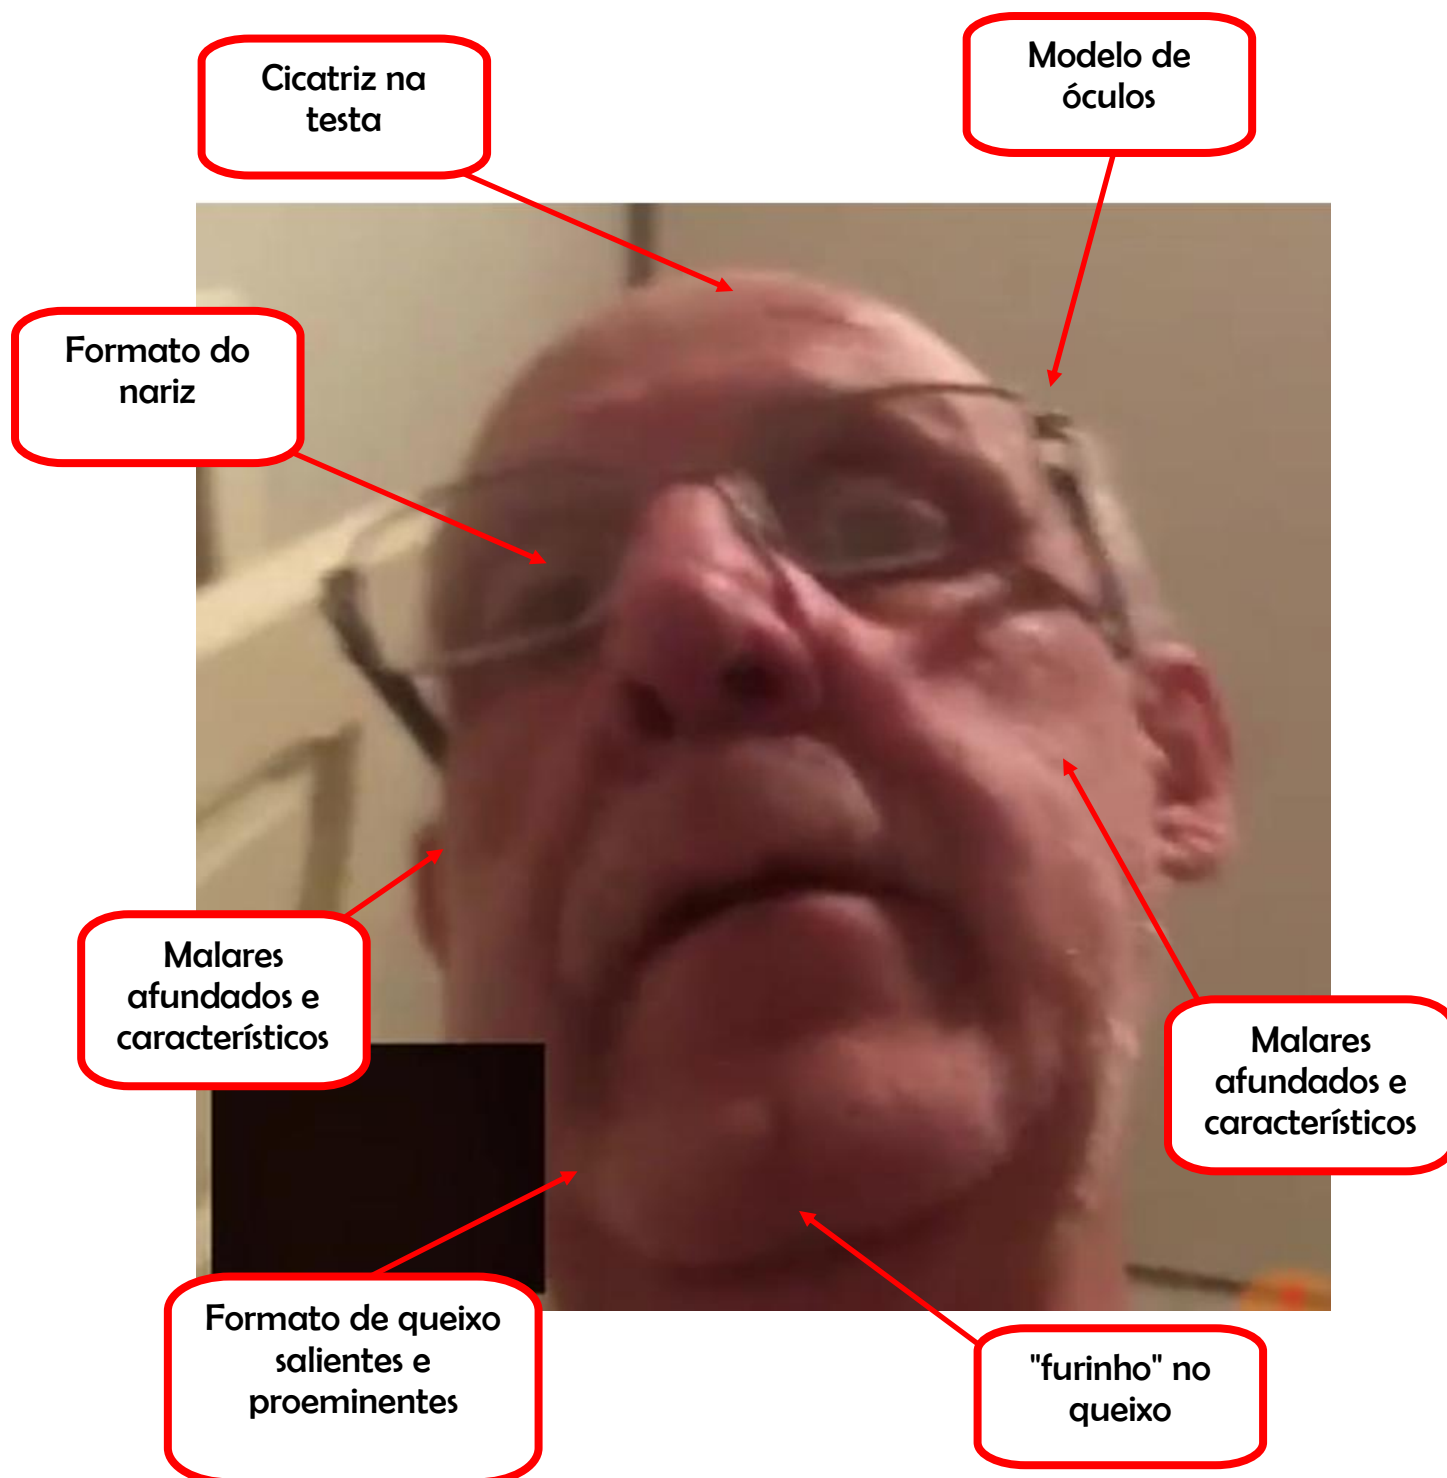 Cicatriz na
testa
Modelo de
óculos
Formato do
nariz
Malares
afundados e
característicos
Malares
afundados e
característicos
Formato de queixo
salientes e
proeminentes
"furinho" no
queixo